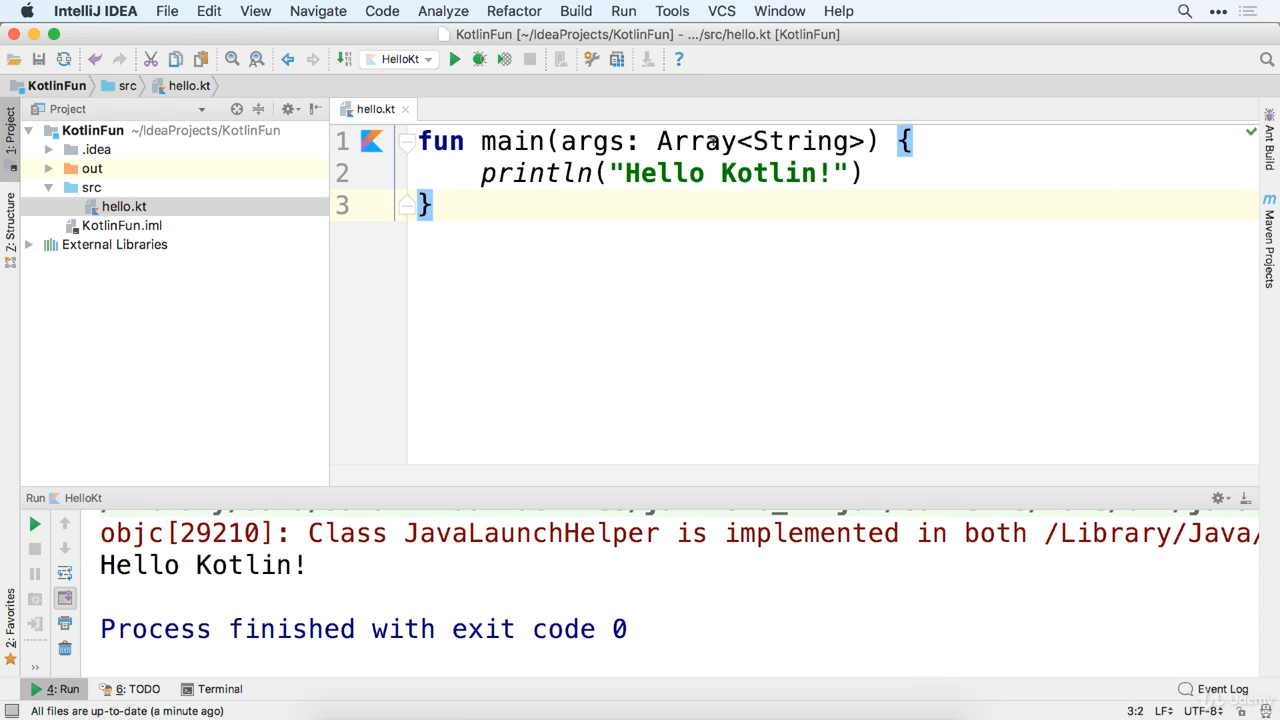 IntelliJ IDEA File Edit View Navigate Code Analyze Refactor Build Run Tools VCS Window Help
KotlinFun [~/IdeaProjects/KotlinFun] - .../src/hello.kt [KotlinFun]
HelloKt
KotlinFun src hello.kt
1: Project
Z: Structure
2: Favorites
Project
KotlinFun ~/IdeaProjects/KotlinFun
.idea
out
src
hello.kt
KotlinFun.iml
External Libraries
hello.kt
1 fun main(args: Array<String>) {
2 println("Hello Kotlin!")
3 }
Ant Build
Maven Projects
Run HelloKt
objc[29210]: Class JavaLaunchHelper is implemented in both /Library/Java/
Hello Kotlin!
Process finished with exit code 0
4: Run 6: TODO Terminal Event Log
Udemy
All files are up-to-date (a minute ago) 3:2 LF UTF-8